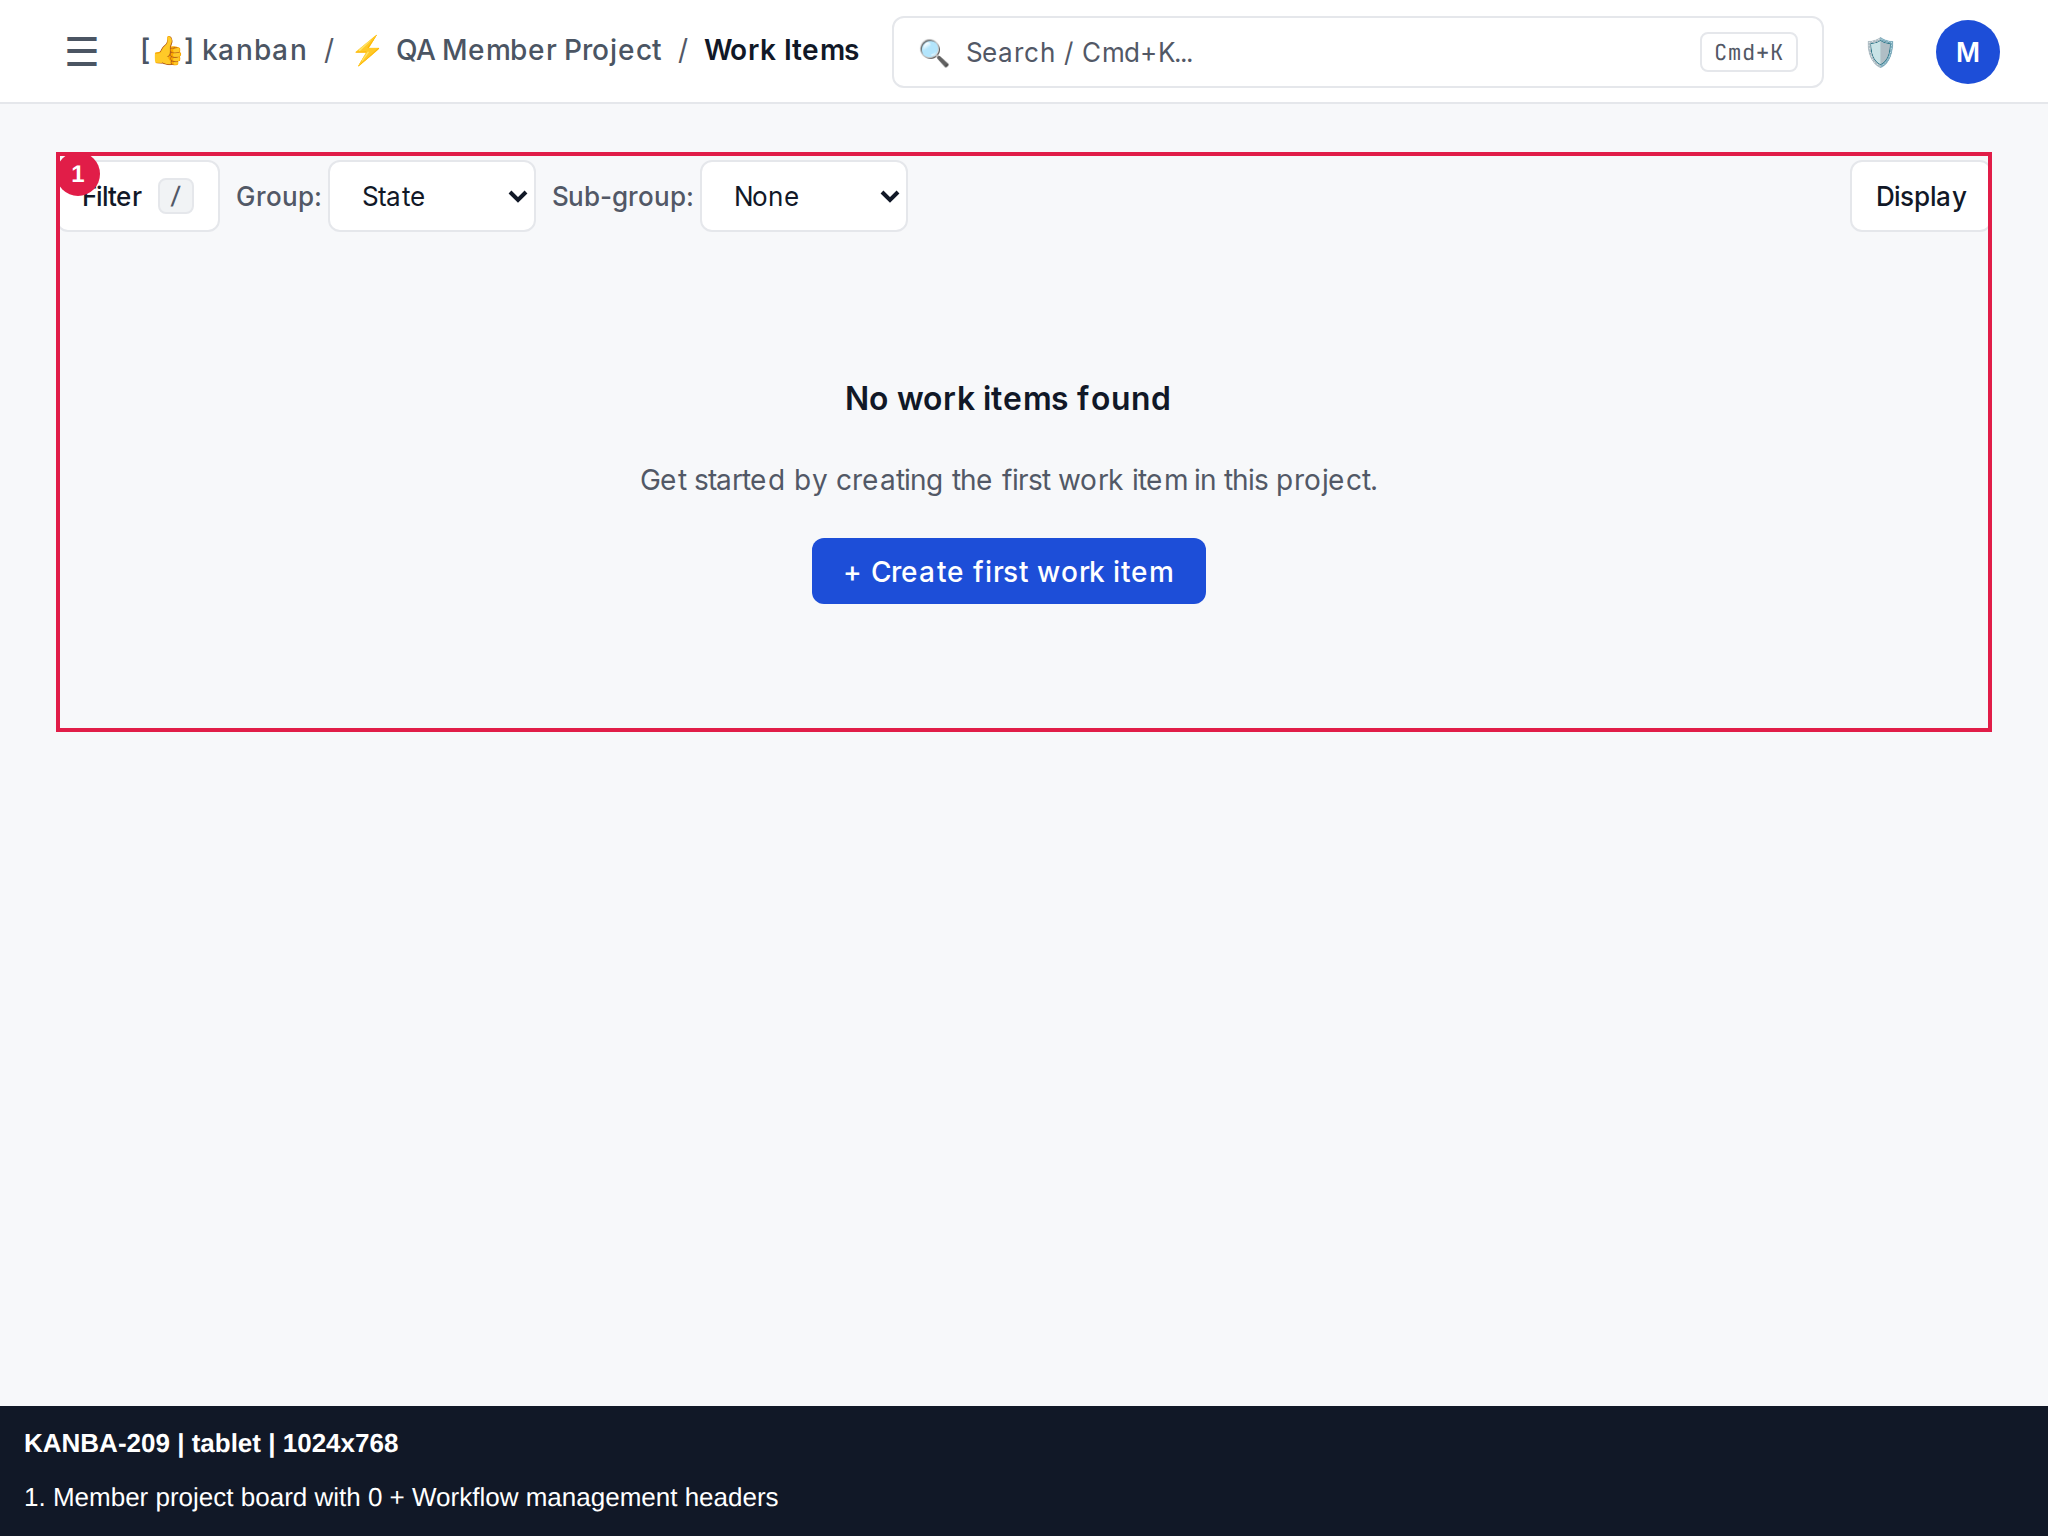 ☰ [👍] kanban / ⚡ QA Member Project / Work Items 🔍 Search / Cmd+K... Cmd+K 🛡️ M
1
Filter / Group: State Sub-group: None Display
No work items found
Get started by creating the first work item in this project.
+ Create first work item
KANBA-209 | tablet | 1024x768
1. Member project board with 0 + Workflow management headers